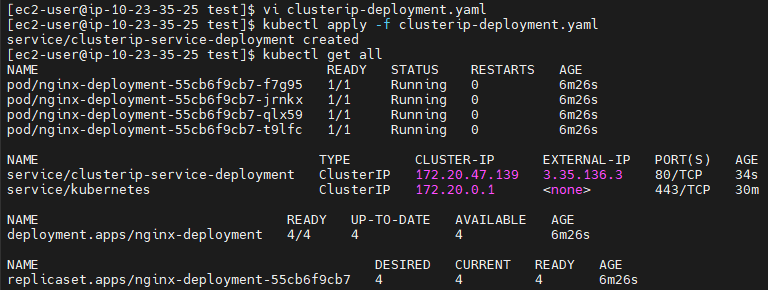 [ec2-user@ip-10-23-35-25 test]$ vi clusterip-deployment.yaml
[ec2-user@ip-10-23-35-25 test]$ kubectl apply -f clusterip-deployment.yaml
service/clusterip-service-deployment created
[ec2-user@ip-10-23-35-25 test]$ kubectl get all
NAME READY STATUS RESTARTS AGE
pod/nginx-deployment-55cb6f9cb7-f7g95 1/1 Running 0 6m26s
pod/nginx-deployment-55cb6f9cb7-jrnkx 1/1 Running 0 6m26s
pod/nginx-deployment-55cb6f9cb7-qlx59 1/1 Running 0 6m26s
pod/nginx-deployment-55cb6f9cb7-t9lfc 1/1 Running 0 6m26s
NAME TYPE CLUSTER-IP EXTERNAL-IP PORT(S) AGE
service/clusterip-service-deployment ClusterIP 172.20.47.139 3.35.136.3 80/TCP 34s
service/kubernetes ClusterIP 172.20.0.1 <none> 443/TCP 30m
NAME READY UP-TO-DATE AVAILABLE AGE
deployment.apps/nginx-deployment 4/4 4 4 6m26s
NAME DESIRED CURRENT READY AGE
replicaset.apps/nginx-deployment-55cb6f9cb7 4 4 4 6m26s